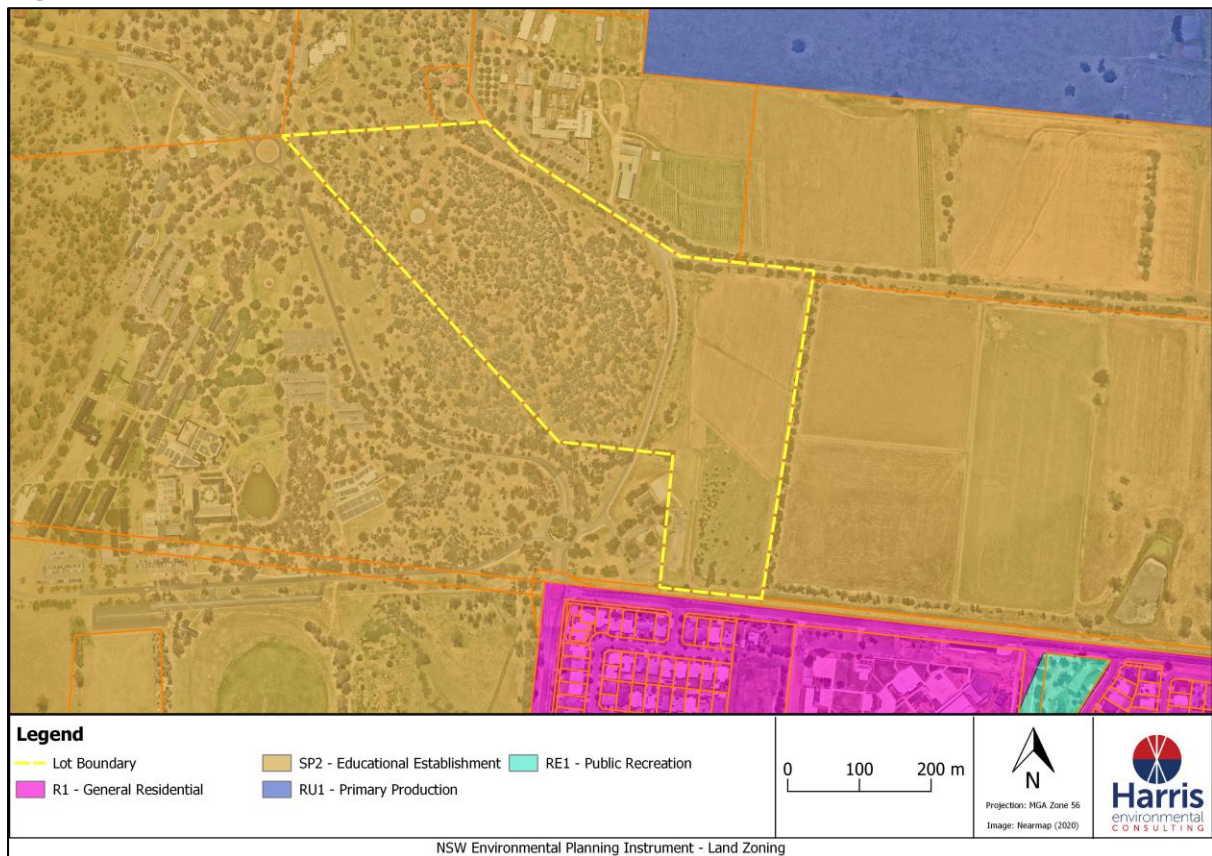 Legend
Lot Boundary
R1 - General Residential
SP2 - Educational Establishment
RU1 - Primary Production
RE1 - Public Recreation
0 100 200 m
N
Projection: MGA Zone 56
Image: Nearmap (2020)
Harris
environmental
CONSULTING
NSW Environmental Planning Instrument - Land Zoning